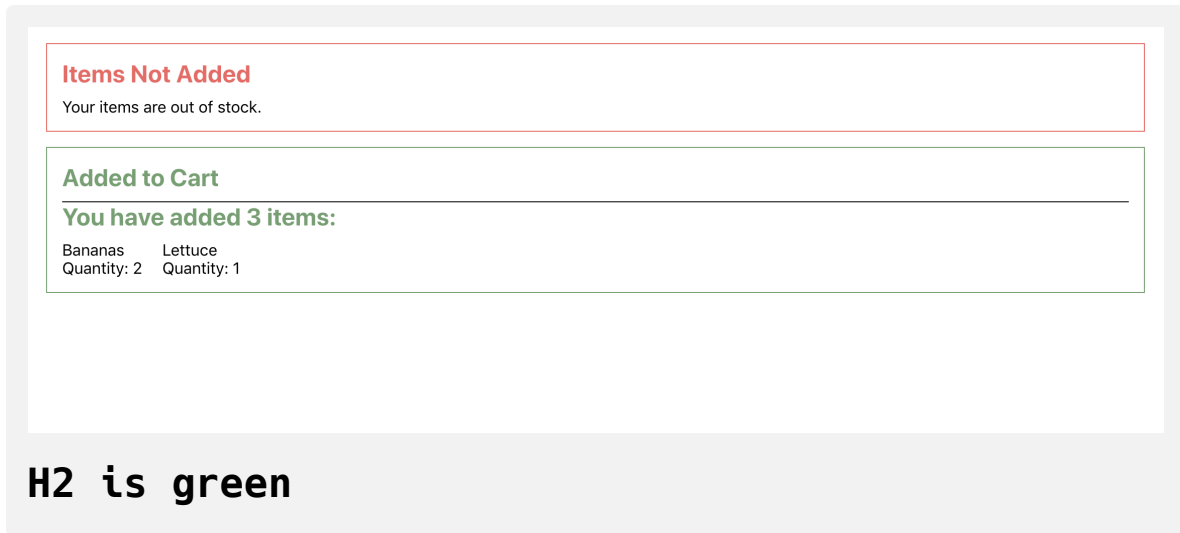 Items Not Added
Your items are out of stock.
Added to Cart
You have added 3 items:
Bananas Lettuce
Quantity: 2 Quantity: 1
H2 is green